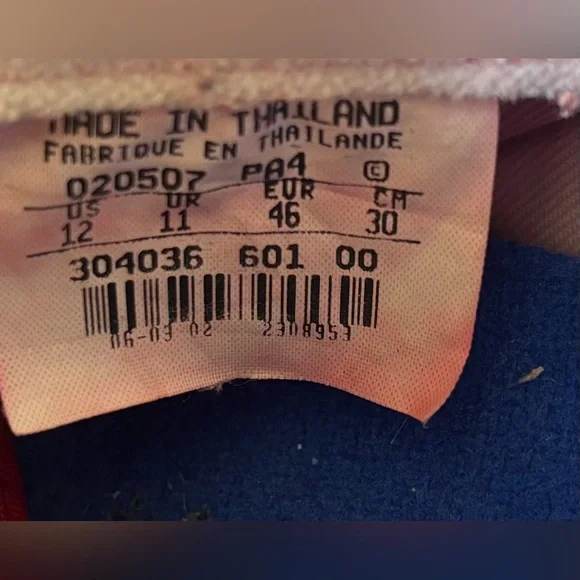 MADE IN THAILAND
FABRIQUE EN THAILANDE
020507 PA4 ©
US UK EUR CM
12 11 46 30
304036 601 00
06-03 02 2308953